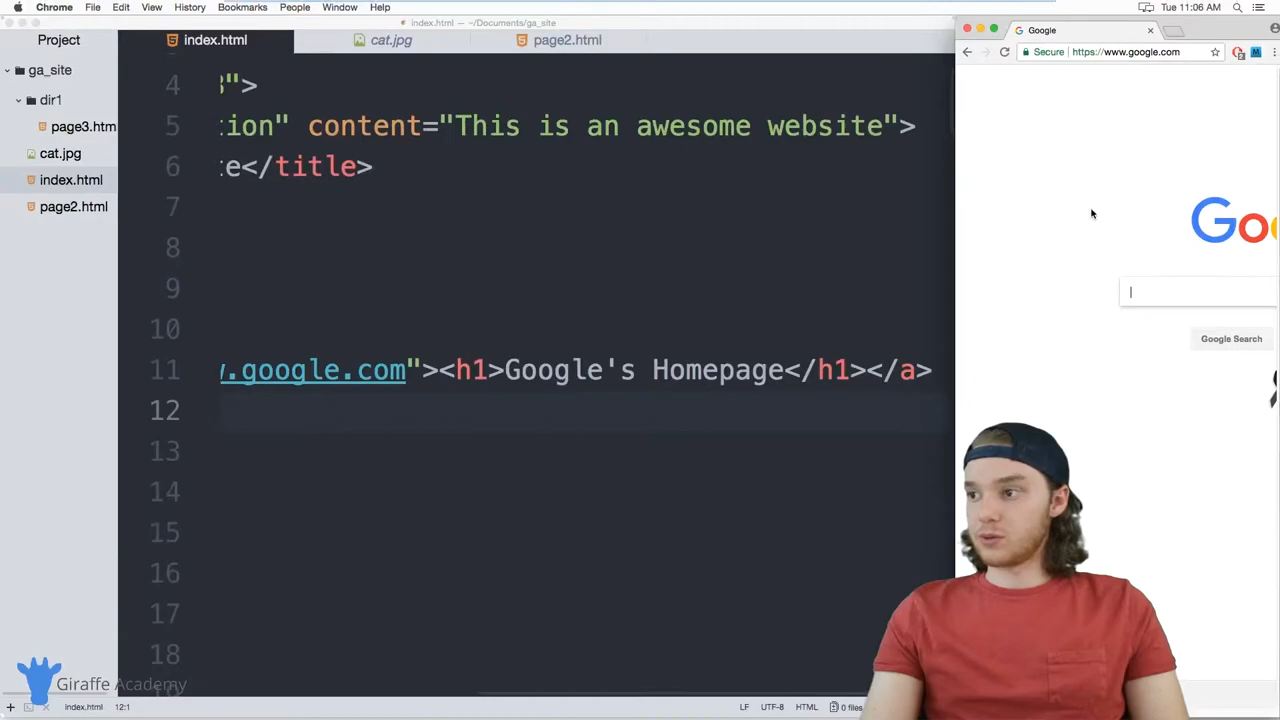 Chrome File Edit View History Bookmarks People Window Help Tue 11:06 AM
index.html — ~/Documents/ga_site
Project index.html cat.jpg page2.html
Google
Secure https://www.google.com
ga_site
dir1
page3.htm
cat.jpg
index.html
page2.html
4 ">
5 tion" content="This is an awesome website">
6 e</title>
7
8
9
10
11 .google.com"><h1>Google's Homepage</h1></a>
12
13
14
15
16
17
18
Goo
Google Search
Giraffe Academy
index.html 12:1 LF UTF-8 HTML 0 files